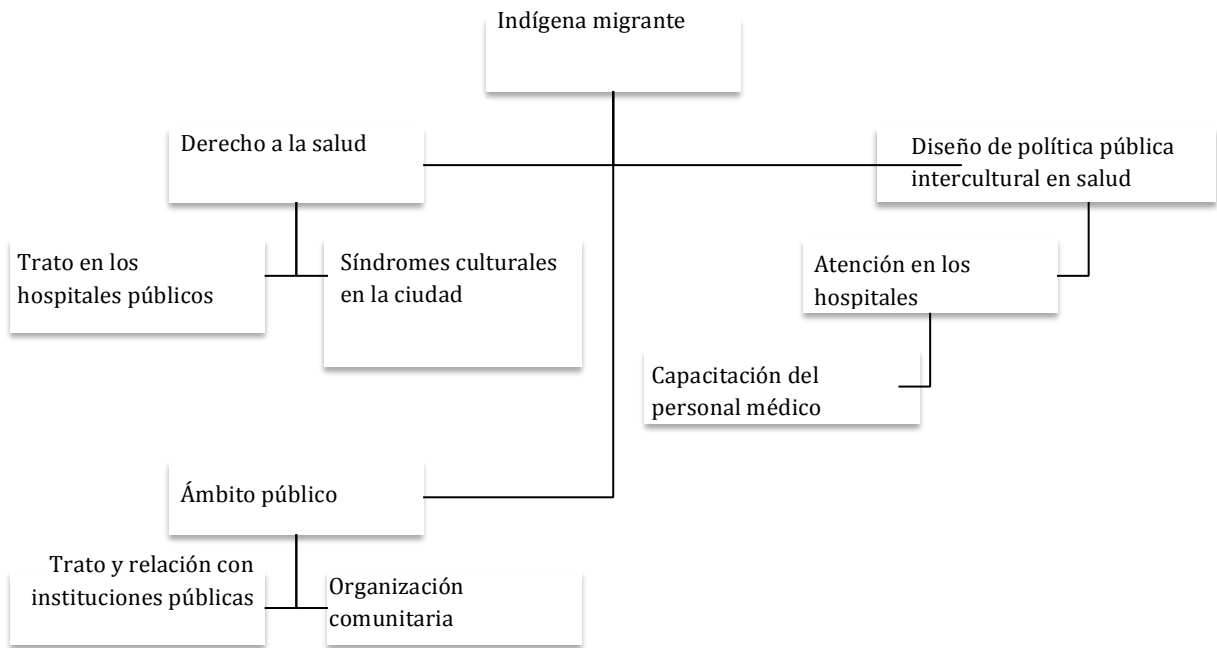 Indígena migrante
Derecho a la salud
Diseño de política pública
intercultural en salud
Trato en los
hospitales públicos
Síndromes culturales
en la ciudad
Atención en los
hospitales
Capacitación del
personal médico
Ámbito público
Trato y relación con
instituciones públicas
Organización
comunitaria